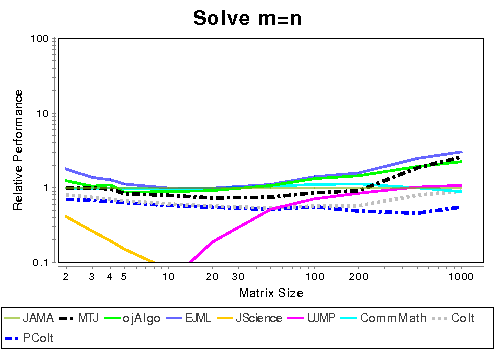 Solve m=n
100
10
1
0.1
Relative Performance
2 3 4 5 10 20 30 100 200 1000
Matrix Size
JAMA MTJ ojAlgo EJML JScience UJMP CommMath Colt
PColt